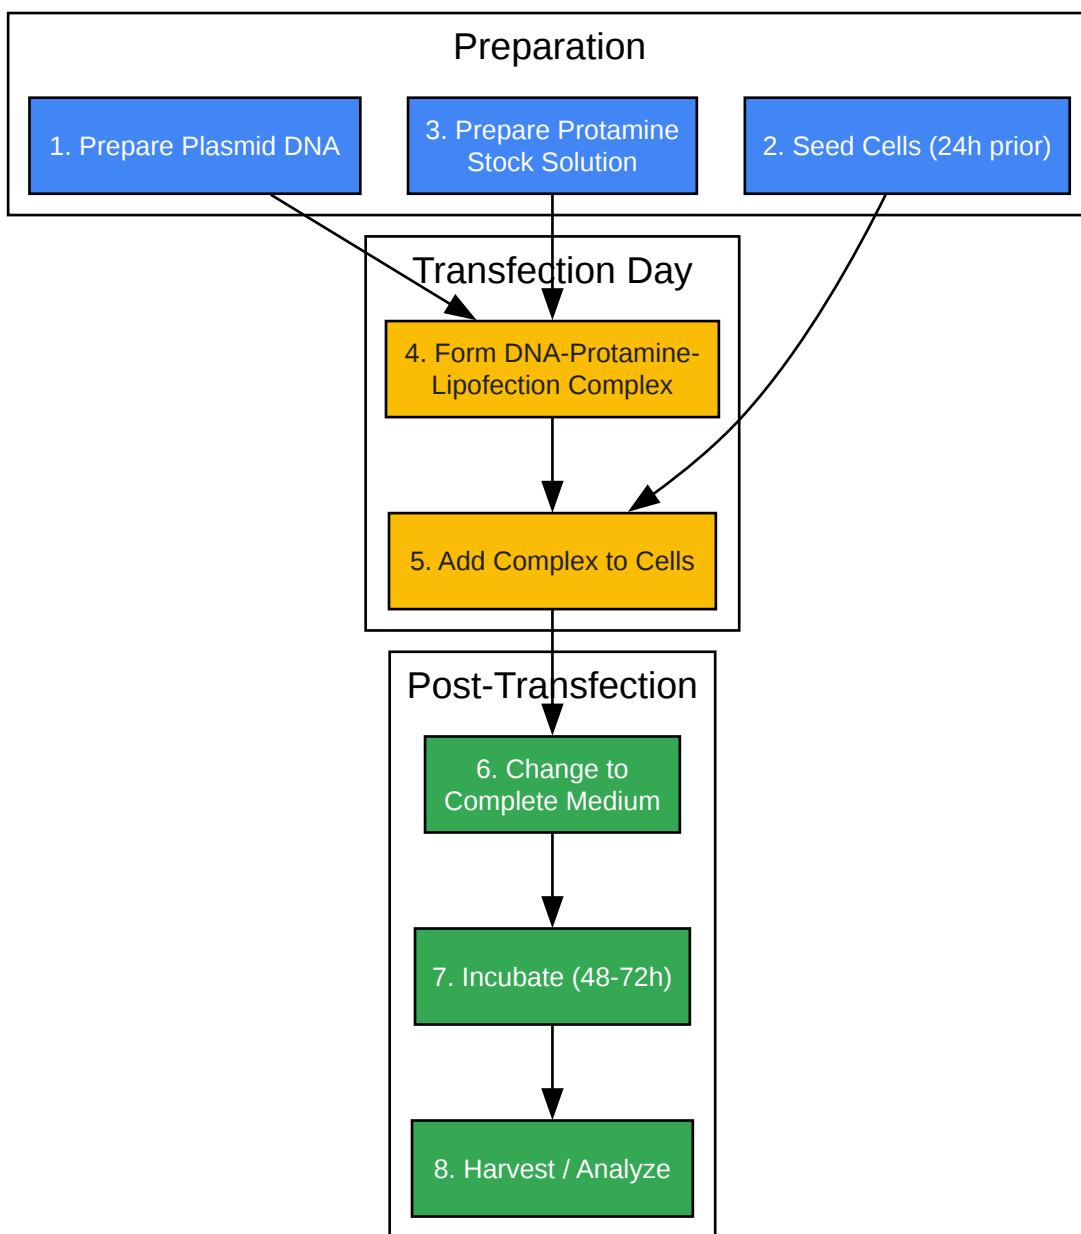 Preparation
1. Prepare Plasmid DNA
3. Prepare Protamine
Stock Solution
2. Seed Cells (24h prior)
Transfection Day
4. Form DNA-Protamine-
Lipofection Complex
5. Add Complex to Cells
Post-Transfection
6. Change to
Complete Medium
7. Incubate (48-72h)
8. Harvest / Analyze